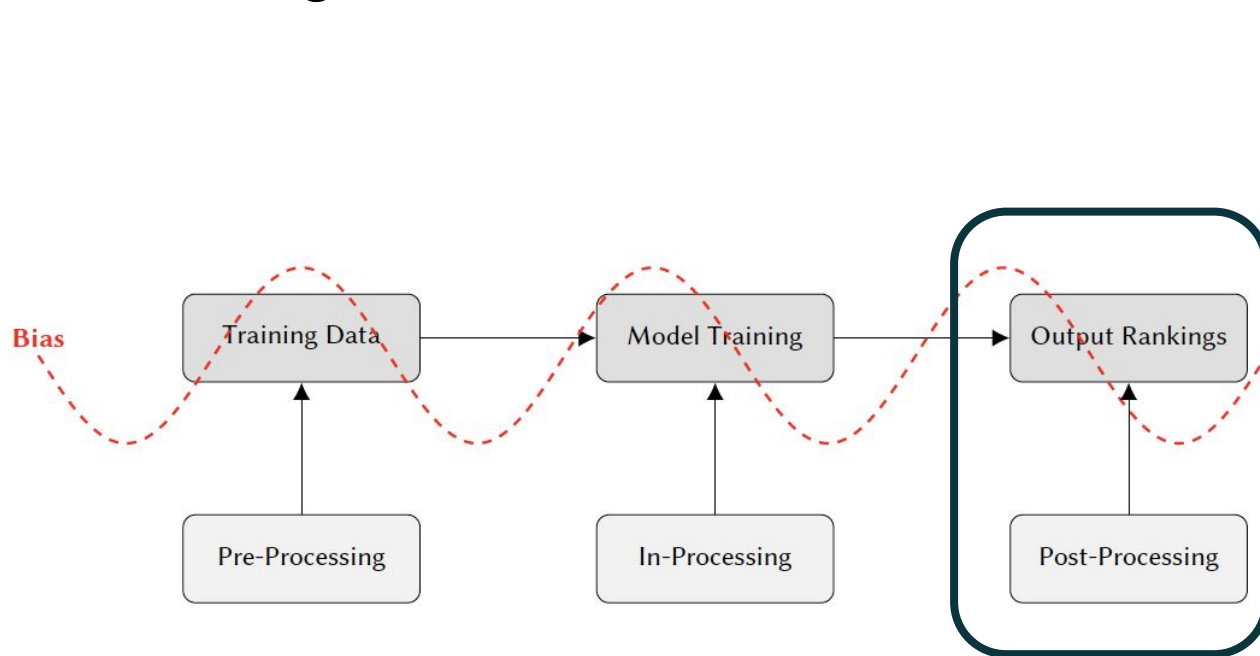 Bias
Training Data
Model Training
Output Rankings
Pre-Processing
In-Processing
Post-Processing